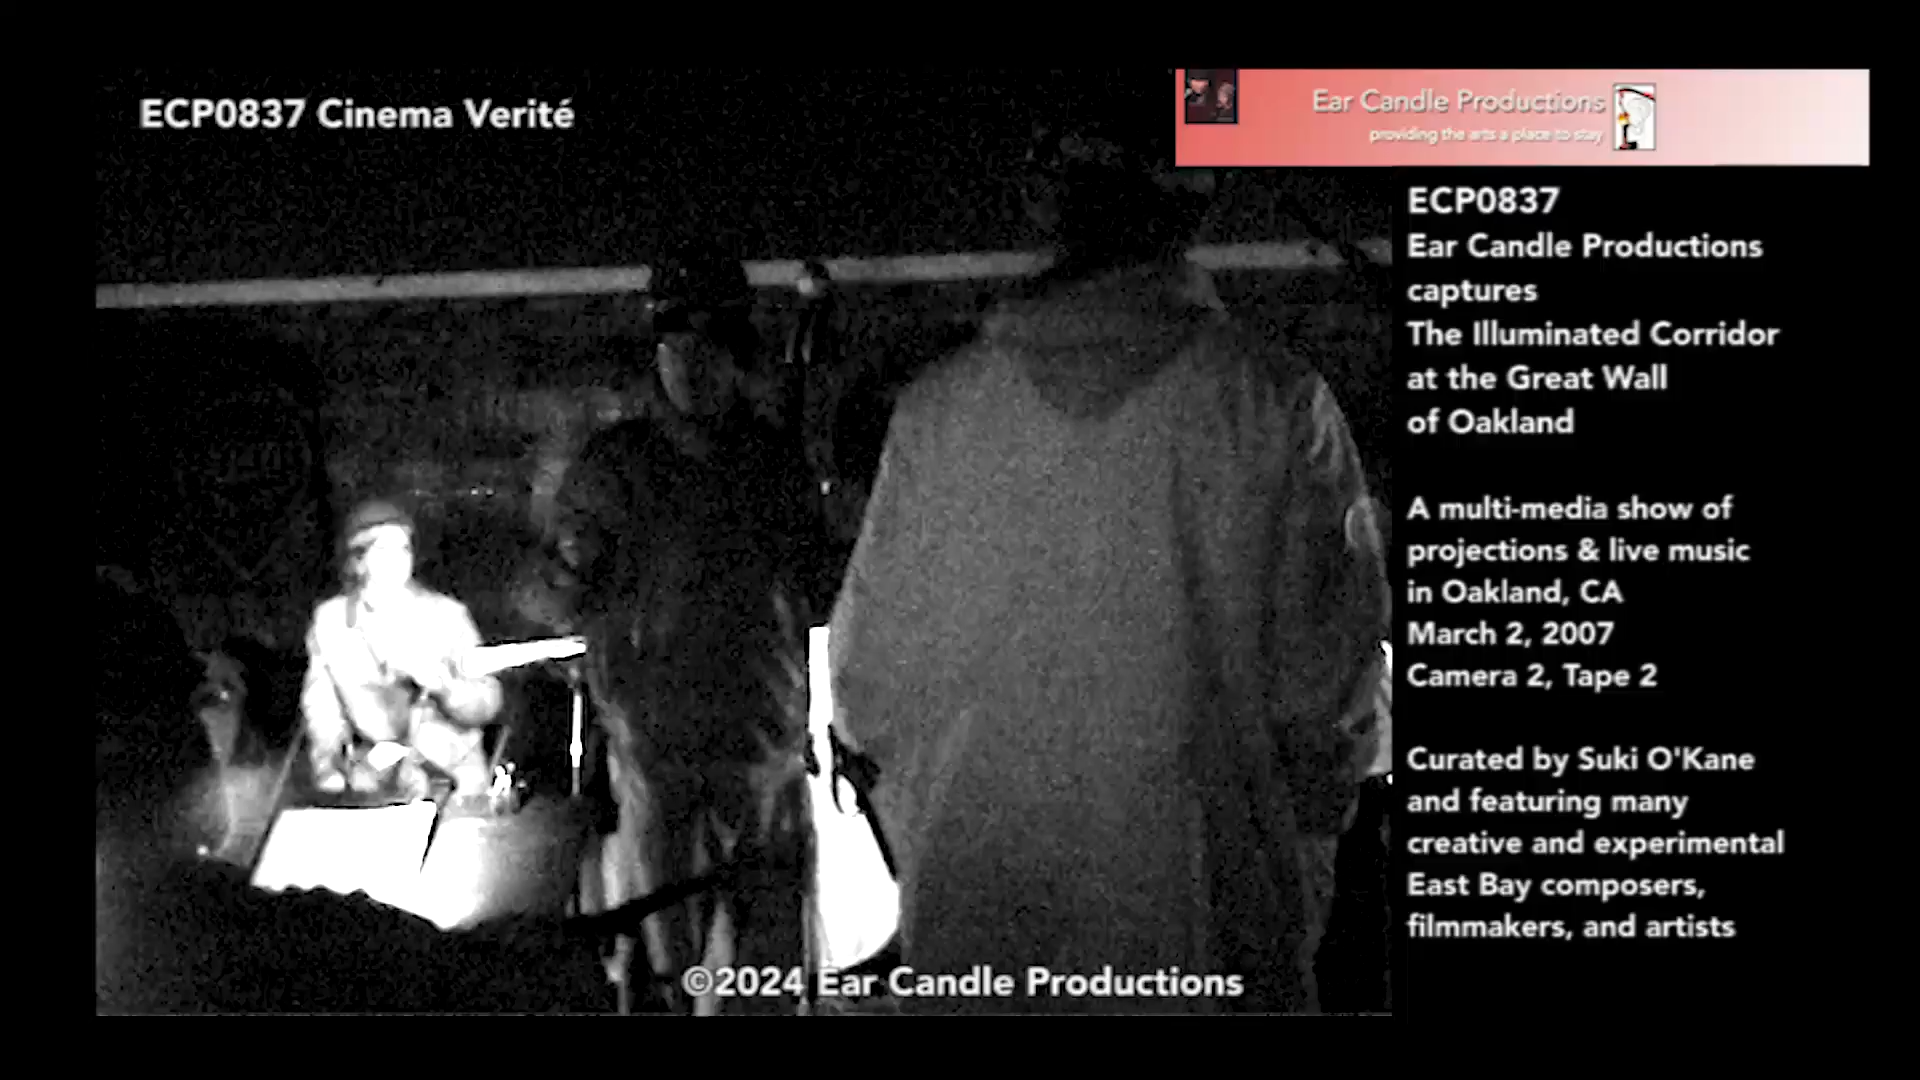 ECP0837 Cinema Verité
Ear Candle Productions
providing the arts a place to stay
ECP0837
Ear Candle Productions
captures
The Illuminated Corridor
at the Great Wall
of Oakland
A multi-media show of
projections & live music
in Oakland, CA
March 2, 2007
Camera 2, Tape 2
Curated by Suki O'Kane
and featuring many
creative and experimental
East Bay composers,
filmmakers, and artists
©2024 Ear Candle Productions